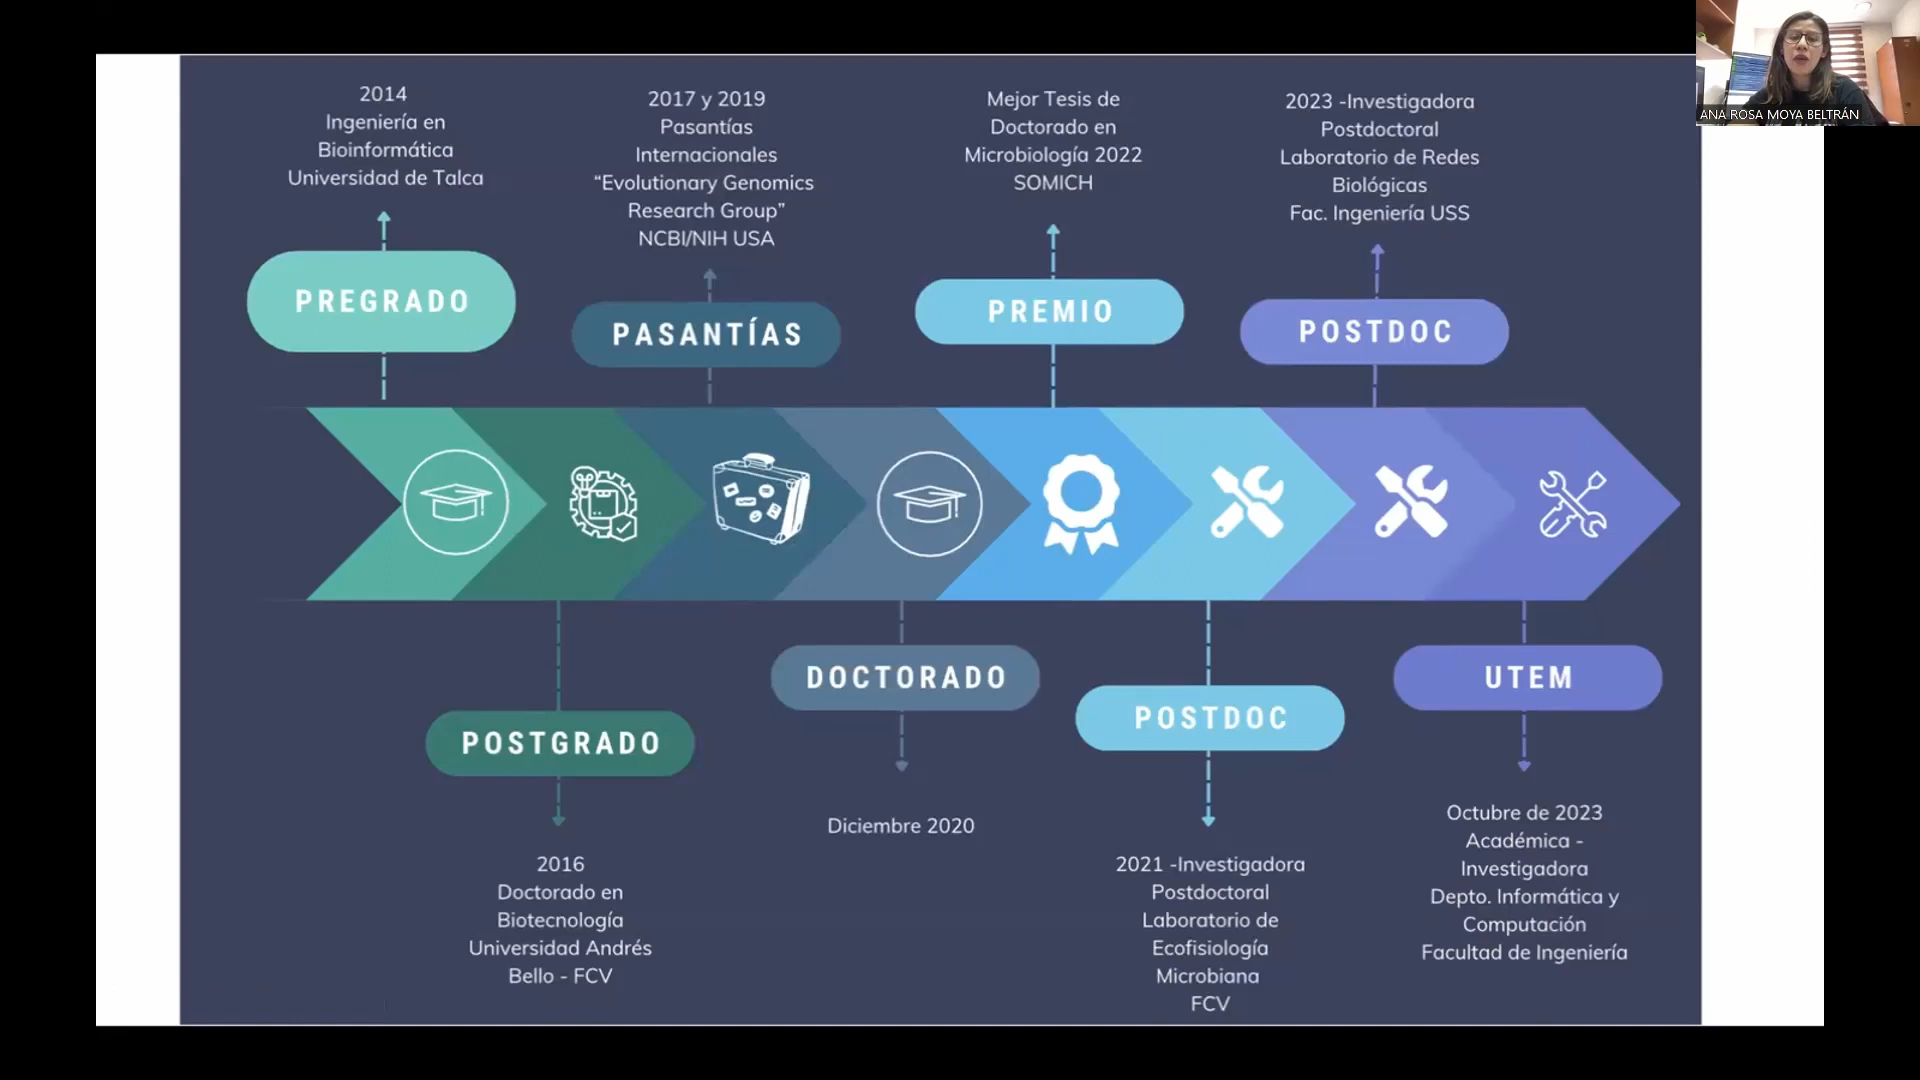 ANA ROSA MOYA BELTRÁN
2014
Ingeniería en
Bioinformática
Universidad de Talca
PREGRADO
2017 y 2019
Pasantías
Internacionales
“Evolutionary Genomics
Research Group”
NCBI/NIH USA
PASANTÍAS
Mejor Tesis de
Doctorado en
Microbiología 2022
SOMICH
PREMIO
2023 -Investigadora
Postdoctoral
Laboratorio de Redes
Biológicas
Fac. Ingeniería USS
POSTDOC
POSTGRADO
2016
Doctorado en
Biotecnología
Universidad Andrés
Bello - FCV
DOCTORADO
Diciembre 2020
POSTDOC
2021 -Investigadora
Postdoctoral
Laboratorio de
Ecofisiología
Microbiana
FCV
UTEM
Octubre de 2023
Académica -
Investigadora
Depto. Informática y
Computación
Facultad de Ingeniería